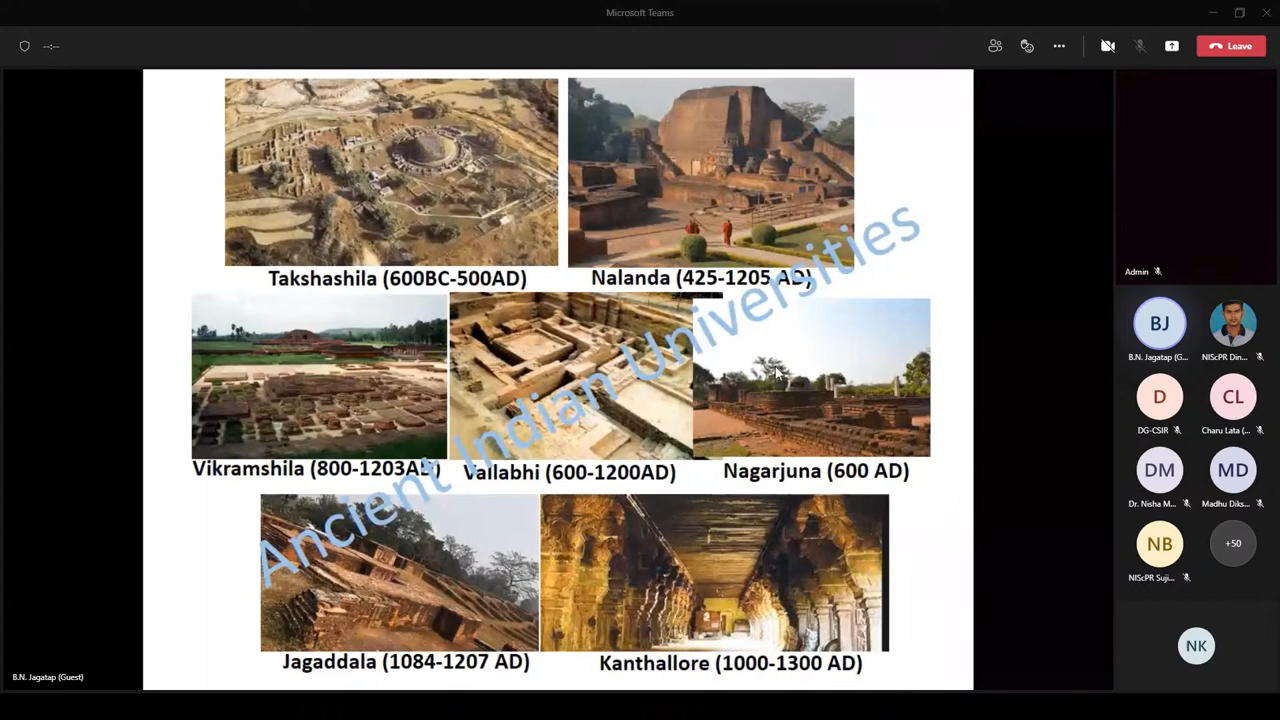 Microsoft Teams
--:--
Leave
Takshashila (600BC-500AD)
Nalanda (425-1205 AD)
Vikramshila (800-1203AD)
Vallabhi (600-1200AD)
Nagarjuna (600 AD)
Ancient Indian Universities
Jagaddala (1084-1207 AD)
Kanthallore (1000-1300 AD)
B.N. Jagatap (Guest)
Admin
BJ
B.N. Jagatap (G...
NIScPR Din...
D
DG-CSIR
CL
Charu Lata (...
DM
Dr. Nisha M...
MD
Madhu Diks...
NB
NIScPR Suji...
+50
NK